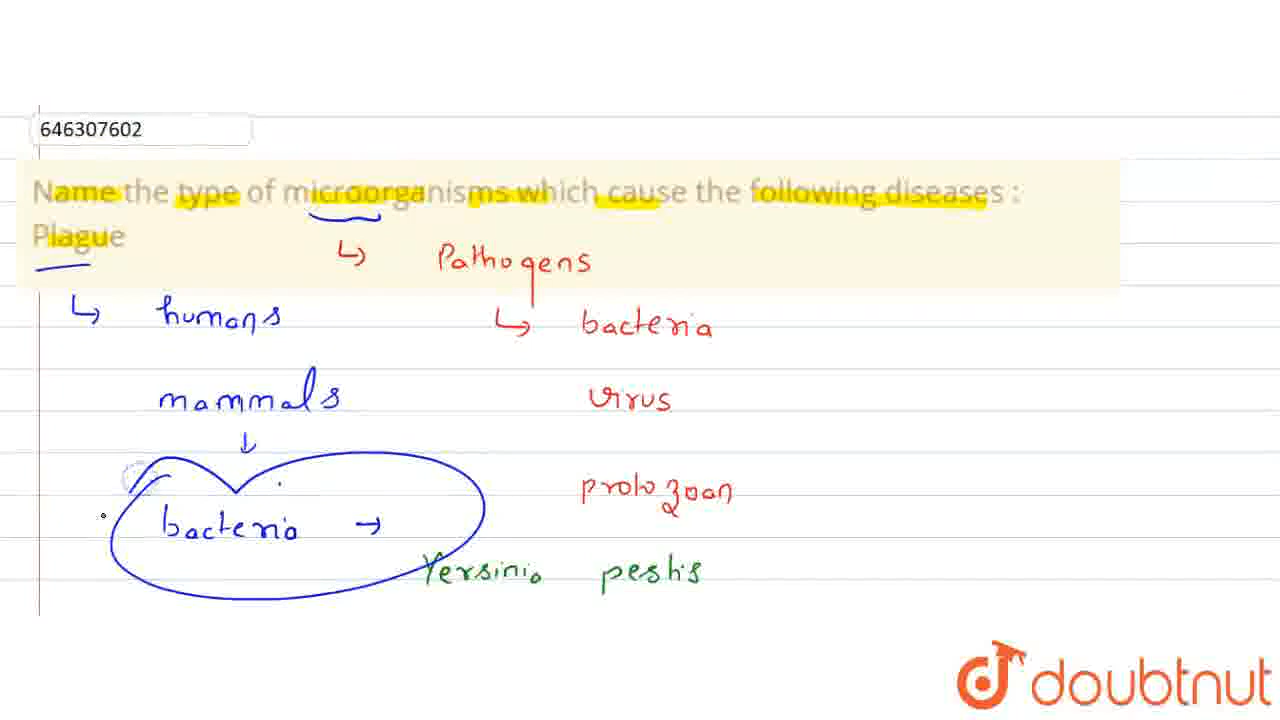 646307602
Name the type of microorganisms which cause the following diseases :
Plague
↳ Pathogens
↳ humans
↳ bacteria
mammals
virus
↓
protozoan
bacteria →
Yersinia pestis
doubtnut